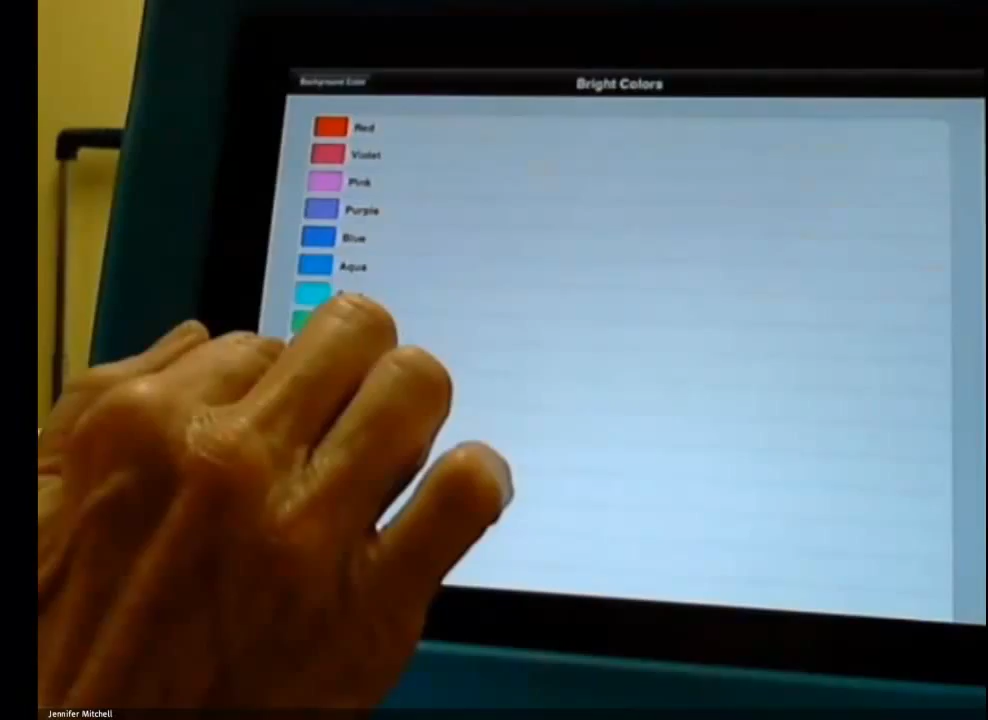 Background Color
Bright Colors
Red
Violet
Pink
Purple
Blue
Aqua
Jennifer Mitchell